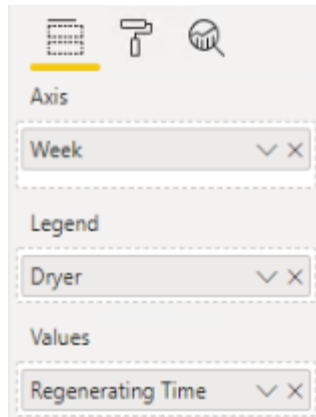 Axis
Week
Legend
Dryer
Values
Regenerating Time